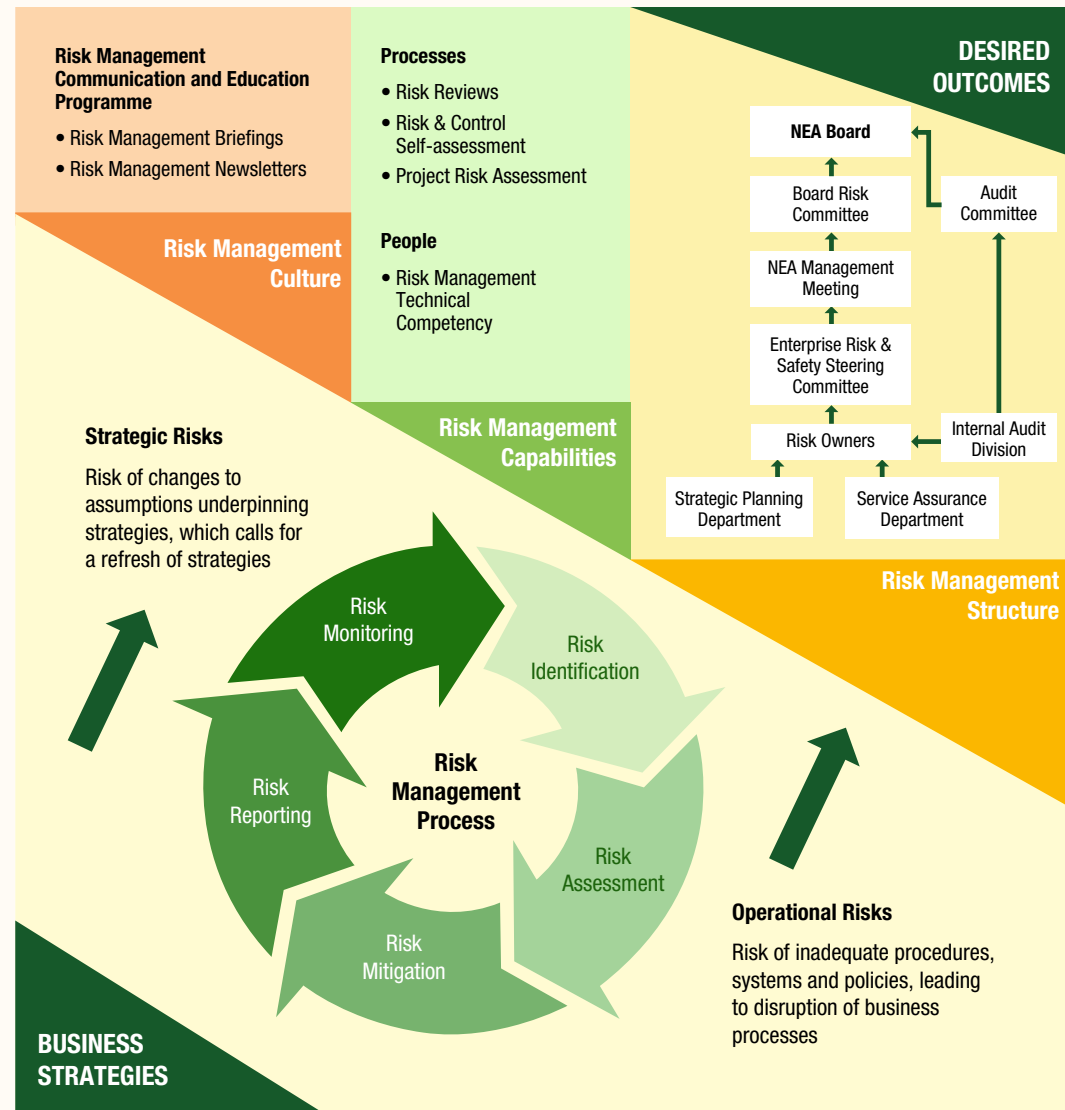 Risk Management
Communication and Education
Programme
• Risk Management Briefings
• Risk Management Newsletters
Risk Management
Culture
Processes
• Risk Reviews
• Risk & Control
Self-assessment
• Project Risk Assessment
People
• Risk Management
Technical
Competency
Risk Management
Capabilities
DESIRED
OUTCOMES
NEA Board
Board Risk
Committee
Audit
Committee
NEA Management
Meeting
Enterprise Risk &
Safety Steering
Committee
Risk Owners
Internal Audit
Division
Strategic Planning
Department
Service Assurance
Department
Risk Management
Structure
Strategic Risks
Risk of changes to
assumptions underpinning
strategies, which calls for
a refresh of strategies
Risk
Monitoring
Risk
Identification
Risk
Management
Process
Risk
Reporting
Risk
Assessment
Risk
Mitigation
Operational Risks
Risk of inadequate procedures,
systems and policies, leading
to disruption of business
processes
BUSINESS
STRATEGIES